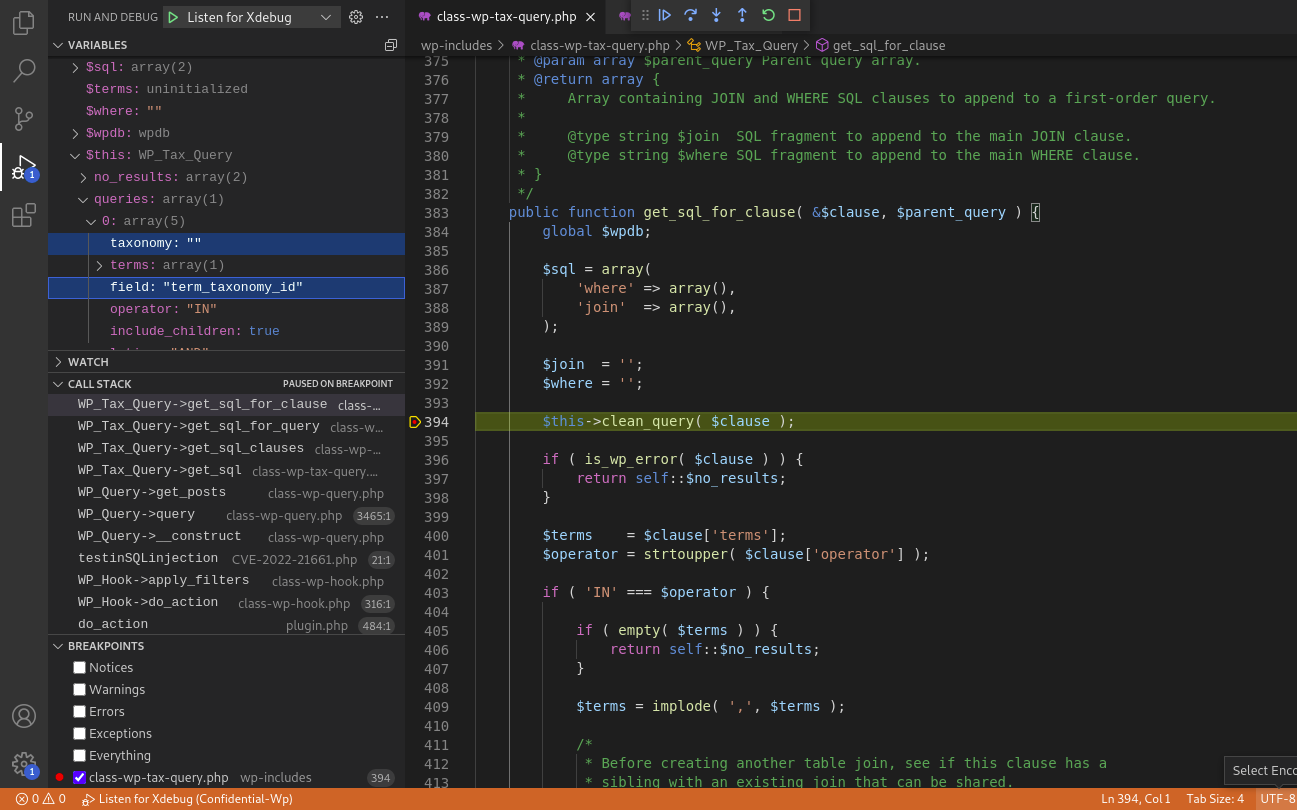 RUN AND DEBUG Listen for Xdebug
VARIABLES
$sql: array(2)
$terms: uninitialized
$where: ""
$wpdb: wpdb
$this: WP_Tax_Query
no_results: array(2)
queries: array(1)
0: array(5)
taxonomy: ""
terms: array(1)
field: "term_taxonomy_id"
operator: "IN"
include_children: true
WATCH
CALL STACK PAUSED ON BREAKPOINT
WP_Tax_Query->get_sql_for_clause class-...
WP_Tax_Query->get_sql_for_query class-w...
WP_Tax_Query->get_sql_clauses class-wp-...
WP_Tax_Query->get_sql class-wp-tax-query....
WP_Query->get_posts class-wp-query.php
WP_Query->query class-wp-query.php 3465:1
WP_Query->__construct class-wp-query.php
testinSQLinjection CVE-2022-21661.php 21:1
WP_Hook->apply_filters class-wp-hook.php
WP_Hook->do_action class-wp-hook.php 316:1
do_action plugin.php 484:1
BREAKPOINTS
Notices
Warnings
Errors
Exceptions
Everything
class-wp-tax-query.php wp-includes 394
1
1
class-wp-tax-query.php
wp-includes > class-wp-tax-query.php > WP_Tax_Query > get_sql_for_clause
375 * @param array $parent_query Parent query array.
376 * @return array {
377 *     Array containing JOIN and WHERE SQL clauses to append to a first-order query.
378 *
379 *     @type string $join  SQL fragment to append to the main JOIN clause.
380 *     @type string $where SQL fragment to append to the main WHERE clause.
381 * }
382 */
383 public function get_sql_for_clause( &$clause, $parent_query ) {
384 global $wpdb;
385
386 $sql = array(
387 'where' => array(),
388 'join'  => array(),
389 );
390
391 $join  = '';
392 $where = '';
393
394 $this->clean_query( $clause );
395
396 if ( is_wp_error( $clause ) ) {
397 return self::$no_results;
398 }
399
400 $terms    = $clause['terms'];
401 $operator = strtoupper( $clause['operator'] );
402
403 if ( 'IN' === $operator ) {
404
405 if ( empty( $terms ) ) {
406 return self::$no_results;
407 }
408
409 $terms = implode( ',', $terms );
410
411 /*
412 * Before creating another table join, see if this clause has a
413 * sibling with an existing join that can be shared.
Select Enco
0 0 Listen for Xdebug (Confidential-Wp) Ln 394, Col 1 Tab Size: 4 UTF-8